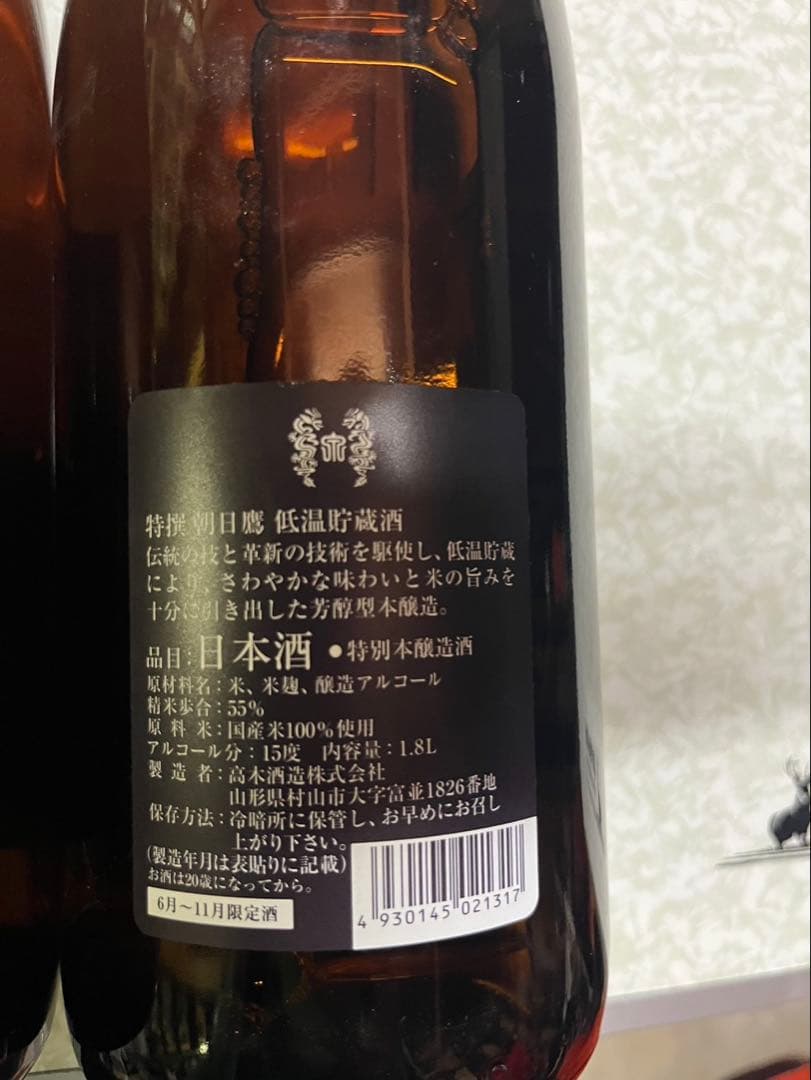 特撰 朝日鷹 低温貯蔵酒
伝統の技と革新の技術を駆使し、低温貯蔵
により、さわやかな味わいと米の旨みを
十分に引き出した芳醇型本醸造。
品目：日本酒 ●特別本醸造酒
原材料名：米、米麹、醸造アルコール
精米歩合：55%
原料米：国産米100%使用
アルコール分：15度 内容量：1.8L
製造者：高木酒造株式会社
山形県村山市大字富並1826番地
保存方法：冷暗所に保管し、お早めにお召し
上がり下さい。
(製造年月は表貼りに記載)
お酒は20歳になってから。
6月〜11月限定酒
4 930145 021317